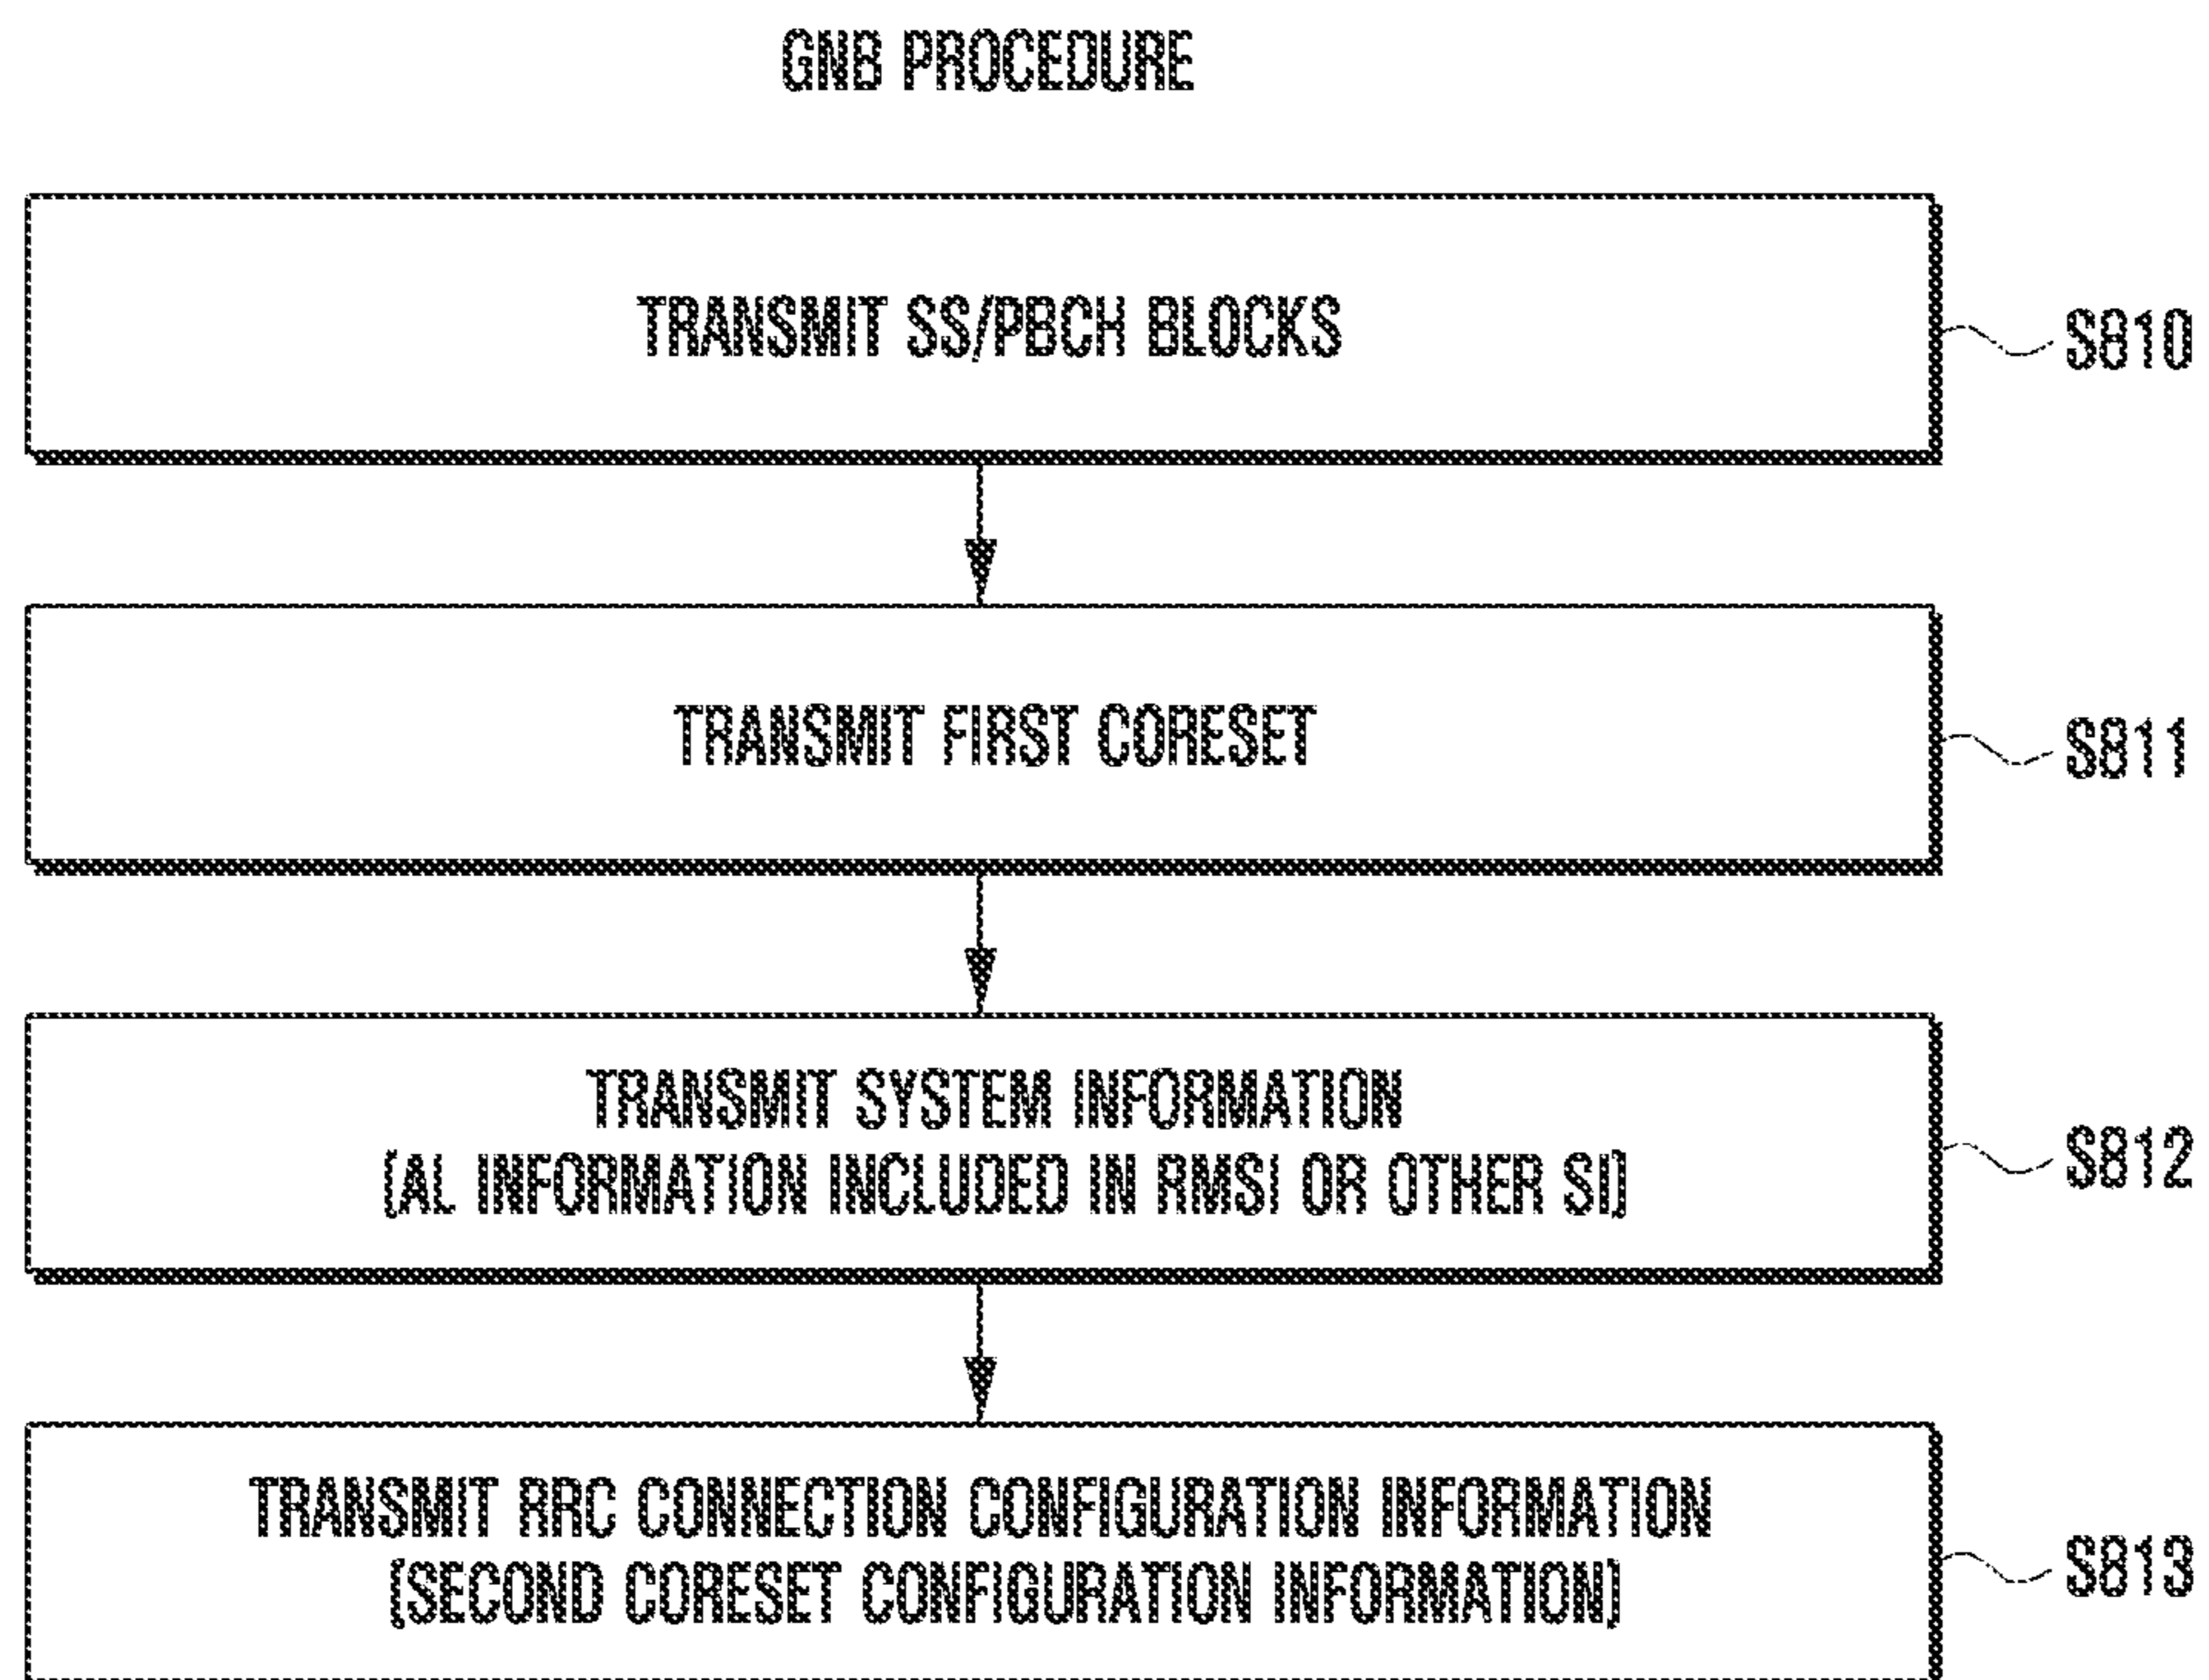 GNB PROCEDURE
TRANSMIT SS/PBCH BLOCKS
S810
TRANSMIT FIRST CORESET
S811
TRANSMIT SYSTEM INFORMATION
[AL INFORMATION INCLUDED IN RMSI OR OTHER SI]
S812
TRANSMIT RRC CONNECTION CONFIGURATION INFORMATION
[SECOND CORESET CONFIGURATION INFORMATION]
S813